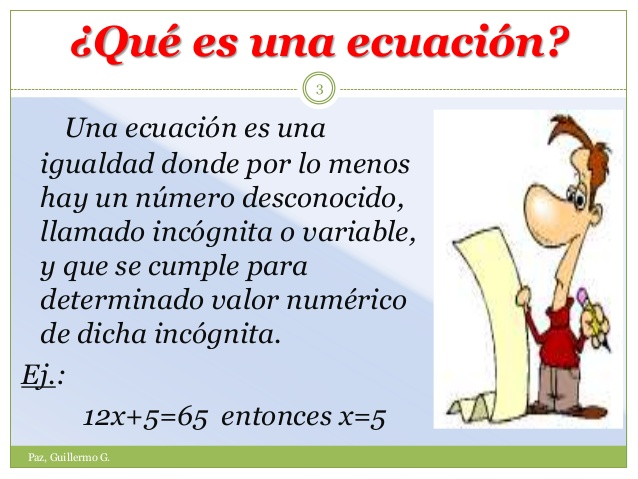 ¿Qué es una ecuación?
3
Una ecuación es una
igualdad donde por lo menos
hay un número desconocido,
llamado incógnita o variable,
y que se cumple para
determinado valor numérico
de dicha incógnita.
Ej.:
12x+5=65 entonces x=5
Paz, Guillermo G.